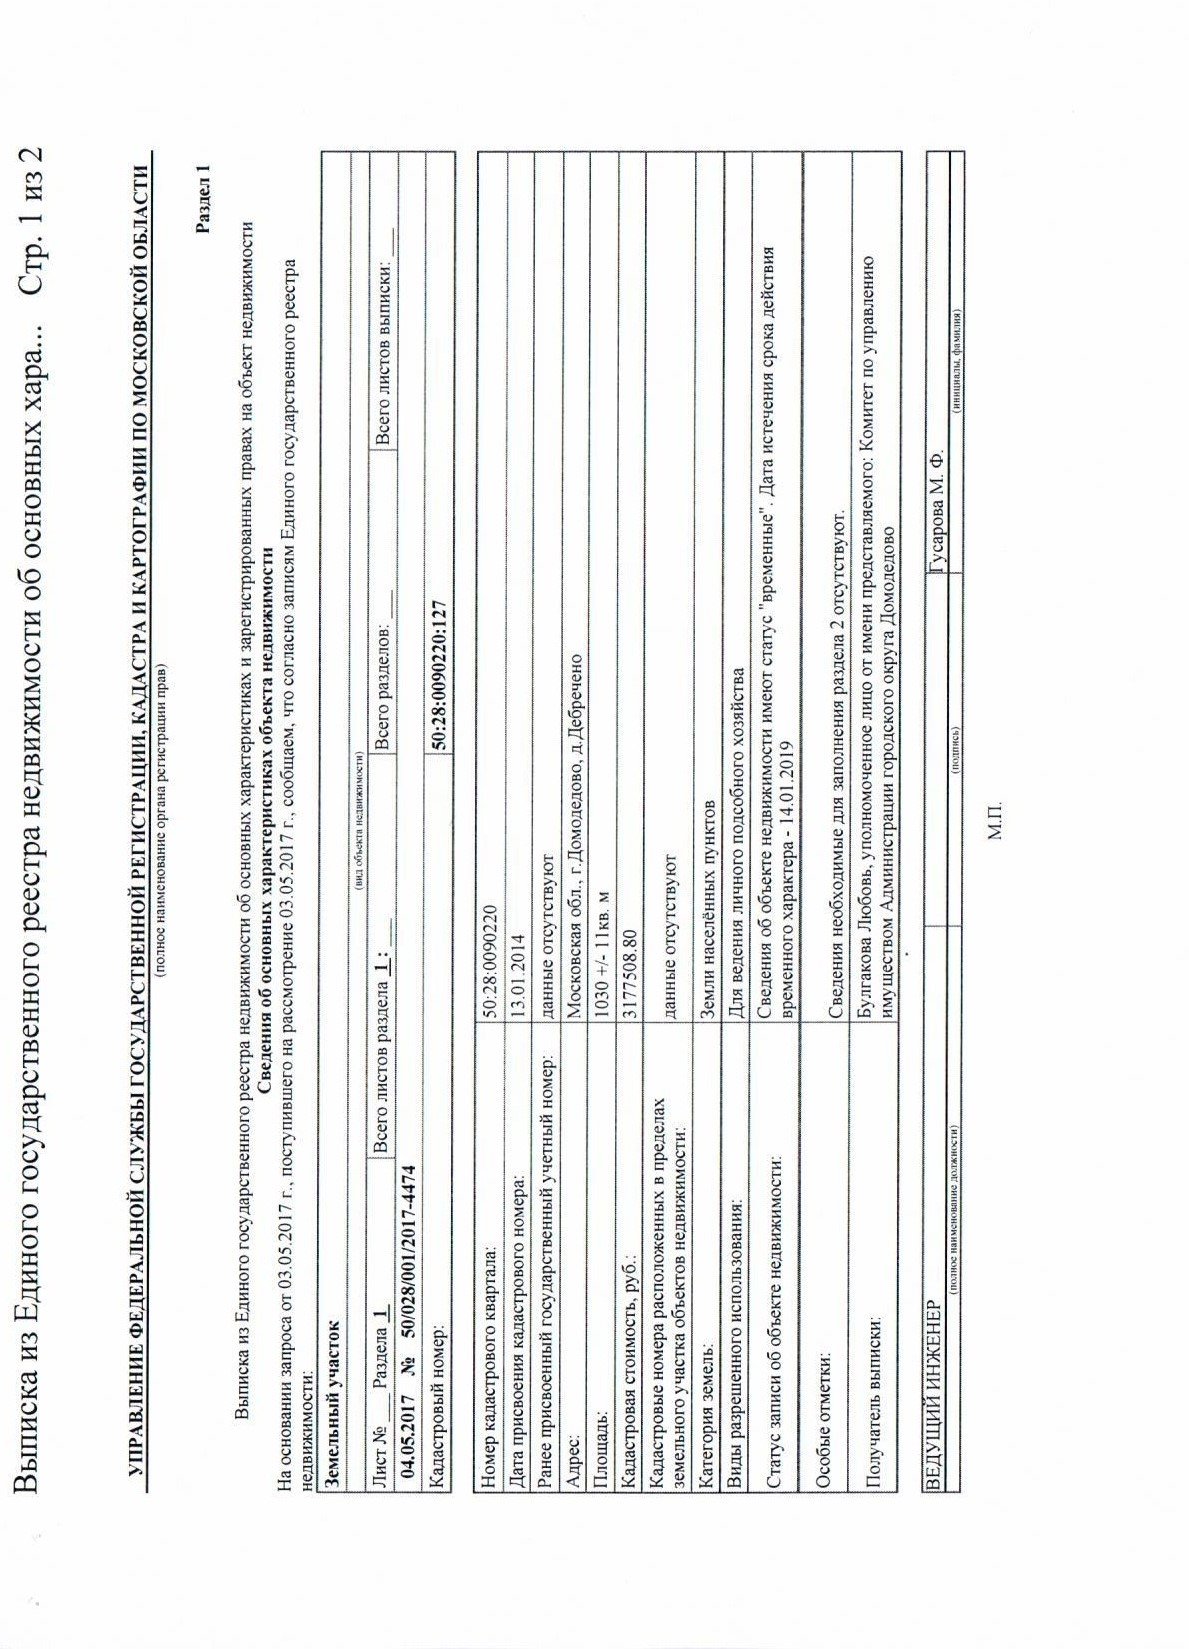 Выписка из Единого государственного реестра недвижимости об основных хара... Стр. 1 из 2
УПРАВЛЕНИЕ ФЕДЕРАЛЬНОЙ СЛУЖБЫ ГОСУДАРСТВЕННОЙ РЕГИСТРАЦИИ, КАДАСТРА И КАРТОГРАФИИ ПО МОСКОВСКОЙ ОБЛАСТИ
(полное наименование органа регистрации прав)
Раздел 1
Выписка из Единого государственного реестра недвижимости об основных характеристиках и зарегистрированных правах на объект недвижимости
Сведения об основных характеристиках объекта недвижимости
На основании запроса от 03.05.2017 г., поступившего на рассмотрение 03.05.2017 г., сообщаем, что согласно записям Единого государственного реестра
недвижимости:
Земельный участок
(вид объекта недвижимости)
Лист № ___ Раздела 1 Всего листов раздела 1 : ___ Всего разделов: ___ Всего листов выписки: ___
04.05.2017 № 50/028/001/2017-4474
Кадастровый номер: 50:28:0090220:127
Номер кадастрового квартала: 50:28:0090220
Дата присвоения кадастрового номера: 13.01.2014
Ранее присвоенный государственный учетный номер: данные отсутствуют
Адрес: Московская обл., г.Домодедово, д.Дебречено
Площадь: 1030 +/- 11кв. м
Кадастровая стоимость, руб.: 3177508.80
Кадастровые номера расположенных в пределах
земельного участка объектов недвижимости: данные отсутствуют
Категория земель: Земли населённых пунктов
Виды разрешенного использования: Для ведения личного подсобного хозяйства
Статус записи об объекте недвижимости: Сведения об объекте недвижимости имеют статус "временные". Дата истечения срока действия
временного характера - 14.01.2019
Особые отметки: Сведения необходимые для заполнения раздела 2 отсутствуют.
Получатель выписки: Булгакова Любовь, уполномоченное лицо от имени представляемого: Комитет по управлению
имуществом Администрации городского округа Домодедово
ВЕДУЩИЙ ИНЖЕНЕР Гусарова М. Ф.
(полное наименование должности) (подпись) (инициалы, фамилия)
М.П.